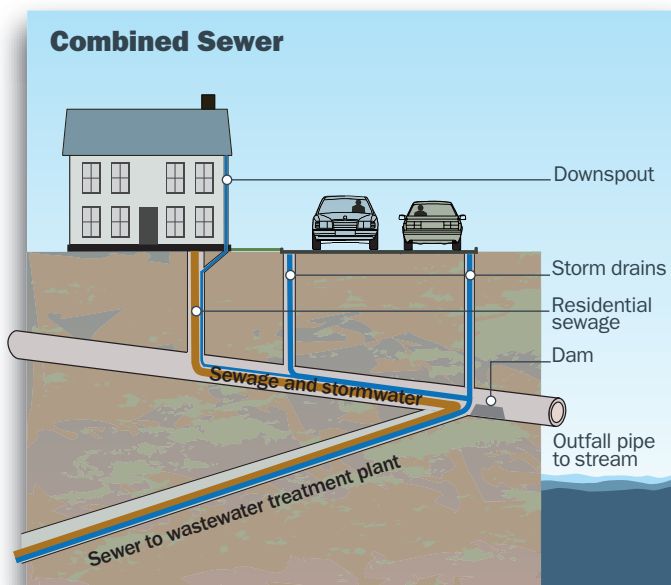 Combined Sewer
Downspout
Storm drains
Residential
sewage
Dam
Sewage and stormwater
Outfall pipe
to stream
Sewer to wastewater treatment plant